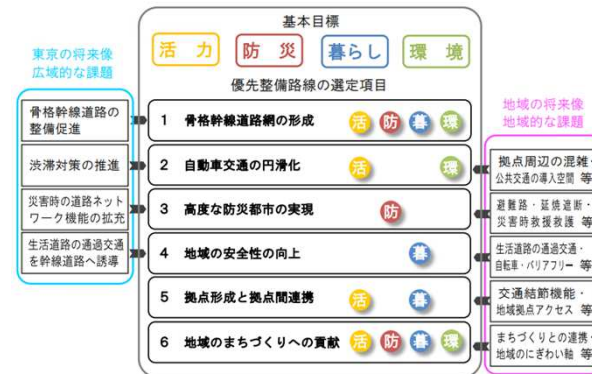 基本目標
活 力
防 災
暮らし
環 境
優先整備路線の選定項目
東京の将来像
広域的な課題
骨格幹線道路の
整備促進
渋滞対策の推進
災害時の道路ネット
ワーク機能の拡充
生活道路の通過交通
を幹線道路へ誘導
1 骨格幹線道路網の形成 活 防 暮 環
2 自動車交通の円滑化 活 環
3 高度な防災都市の実現 防
4 地域の安全性の向上 暮
5 拠点形成と拠点間連携 活 暮
6 地域のまちづくりへの貢献 活 防 暮 環
地域の将来像
地域的な課題
拠点周辺の混雑・
公共交通の導入空間 等
避難路・延焼遮断・
災害時救援救護 等
生活道路の通過交通・
自転車・バリアフリー 等
交通結節機能・
地域拠点アクセス 等
まちづくりとの連携・
地域のにぎわい軸 等